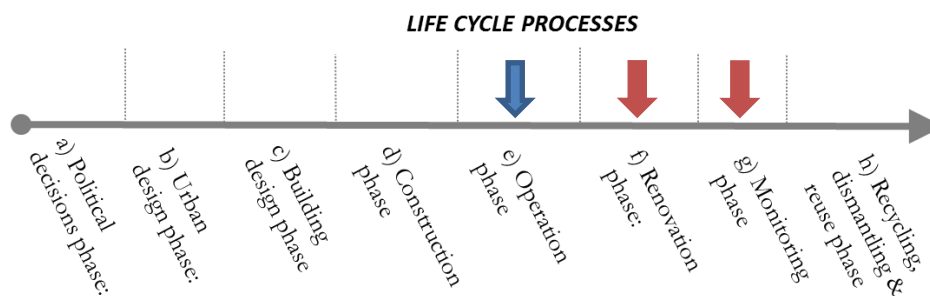 LIFE CYCLE PROCESSES
a) Political
decisions phase:
b) Urban
design phase:
c) Building
design phase
d) Construction
phase
e) Operation
phase
f) Renovation
phase:
g) Monitoring
phase
h) Recycling,
dismantling &
reuse phase